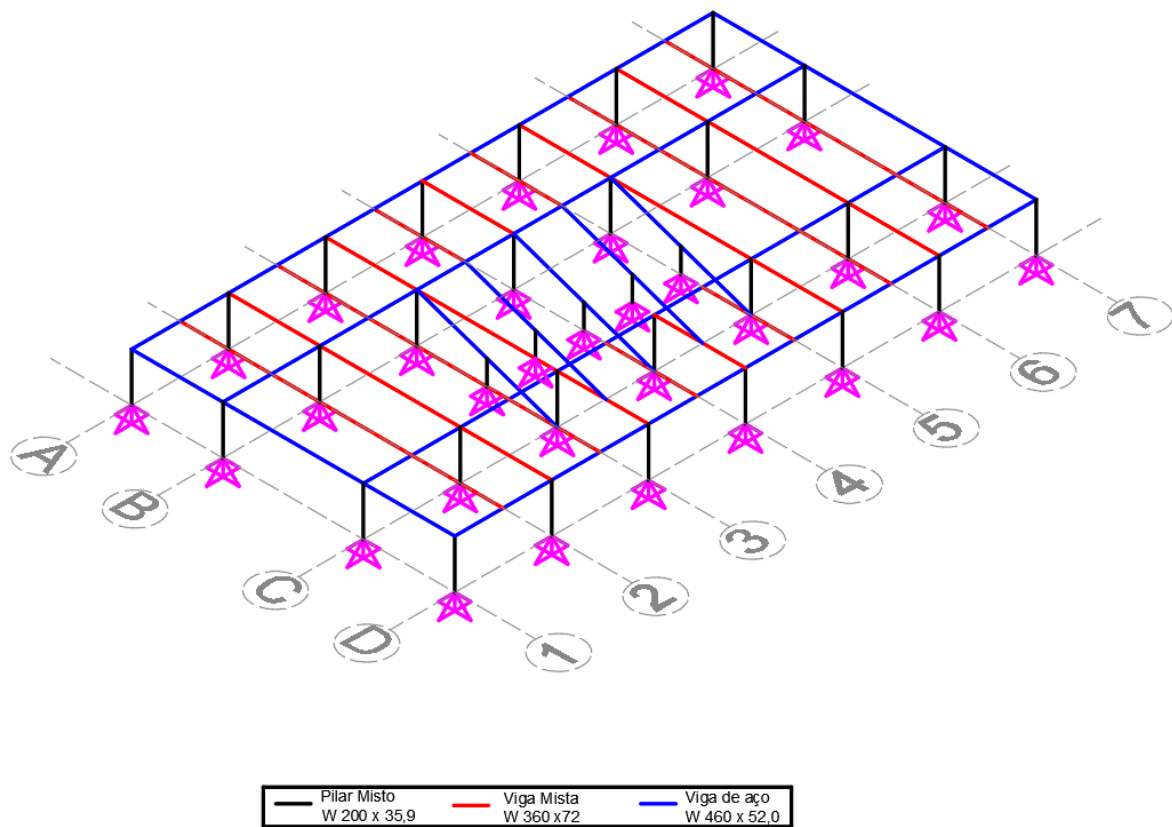 A
B
C
D
1
2
3
4
5
6
7
Pilar Misto
W 200 x 35,9
Viga Mista
W 360 x72
Viga de aço
W 460 x 52,0